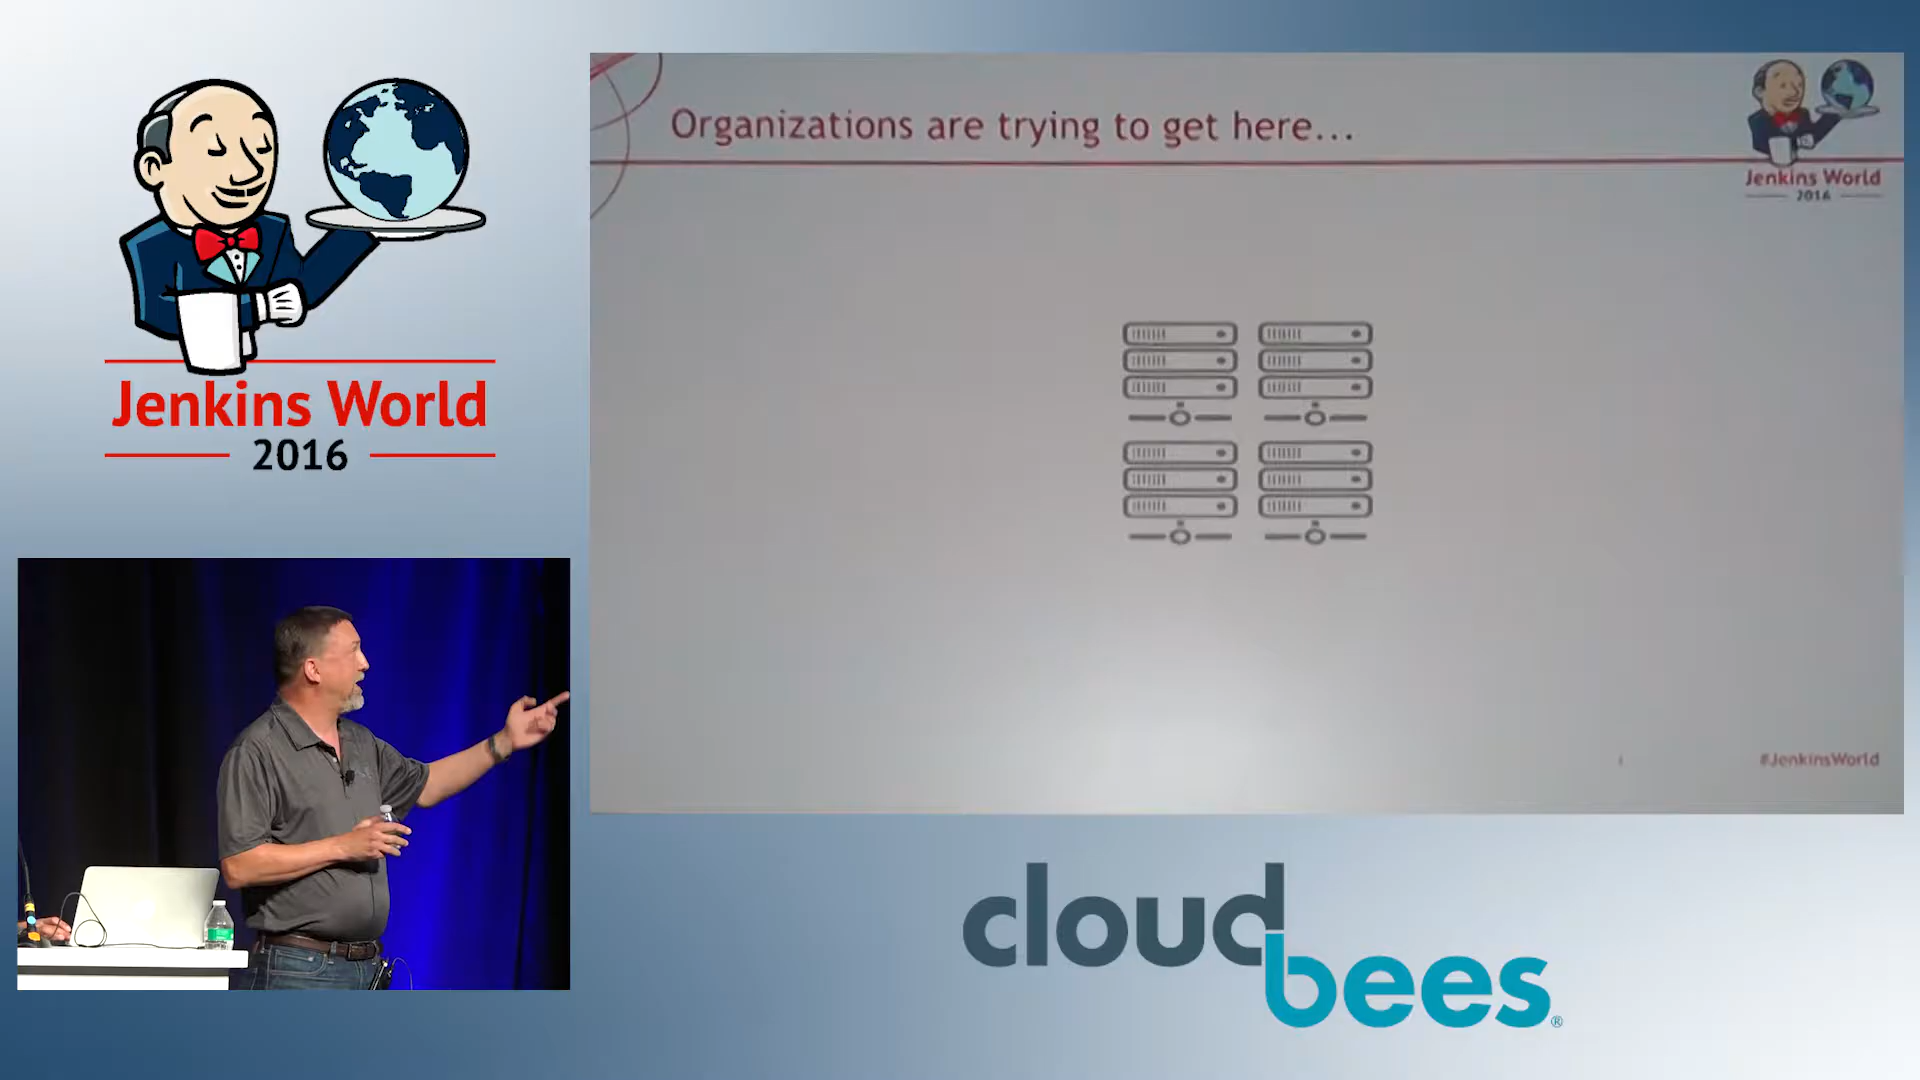 Jenkins World
2016
Organizations are trying to get here...
Jenkins World
2016
#JenkinsWorld
cloud
bees®